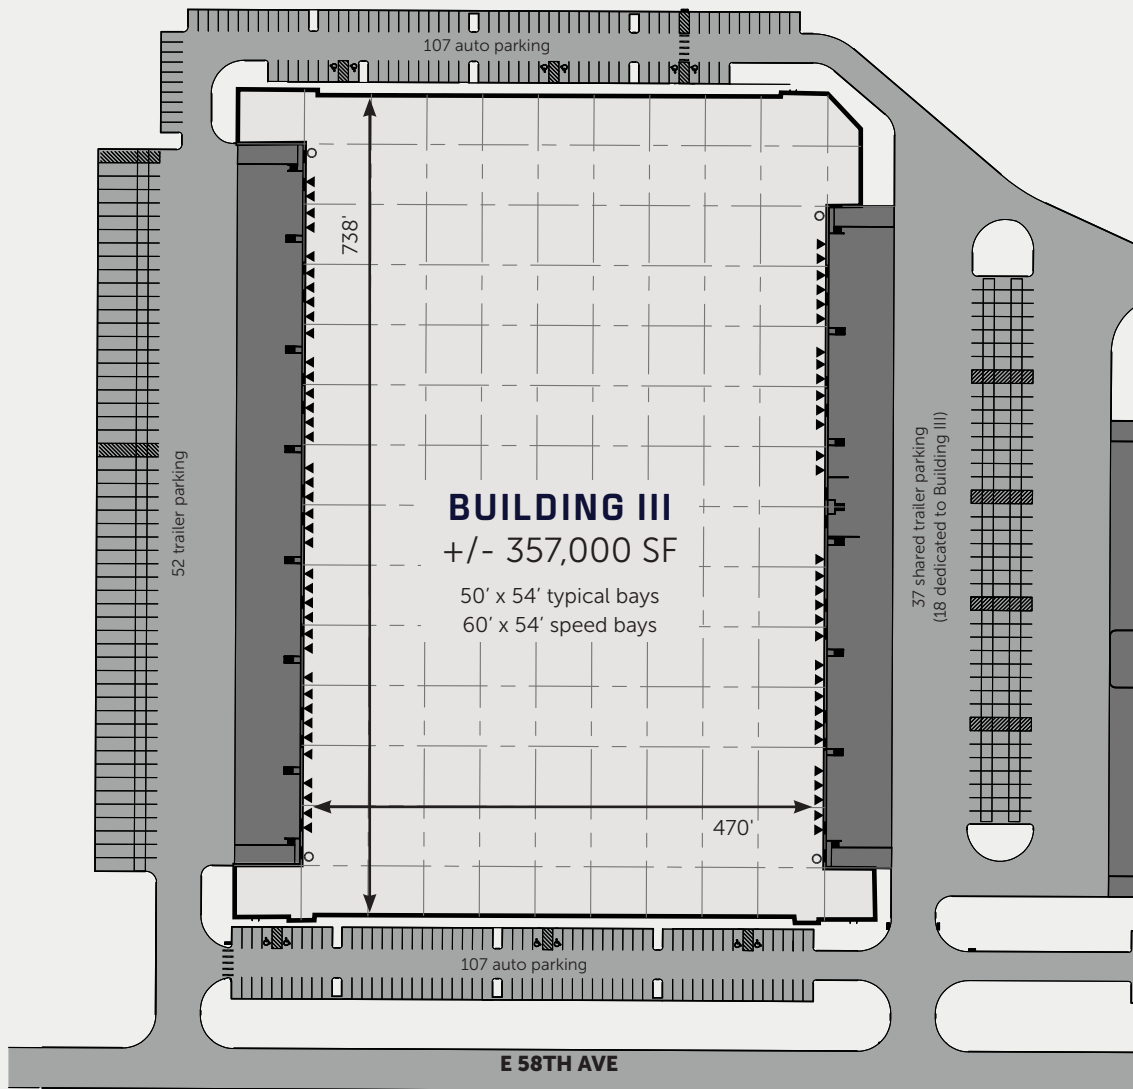 107 auto parking
738'
52 trailer parking
37 shared trailer parking
(18 dedicated to Building III)
BUILDING III
+/- 357,000 SF
50’ x 54’ typical bays
60’ x 54’ speed bays
470'
107 auto parking
E 58TH AVE